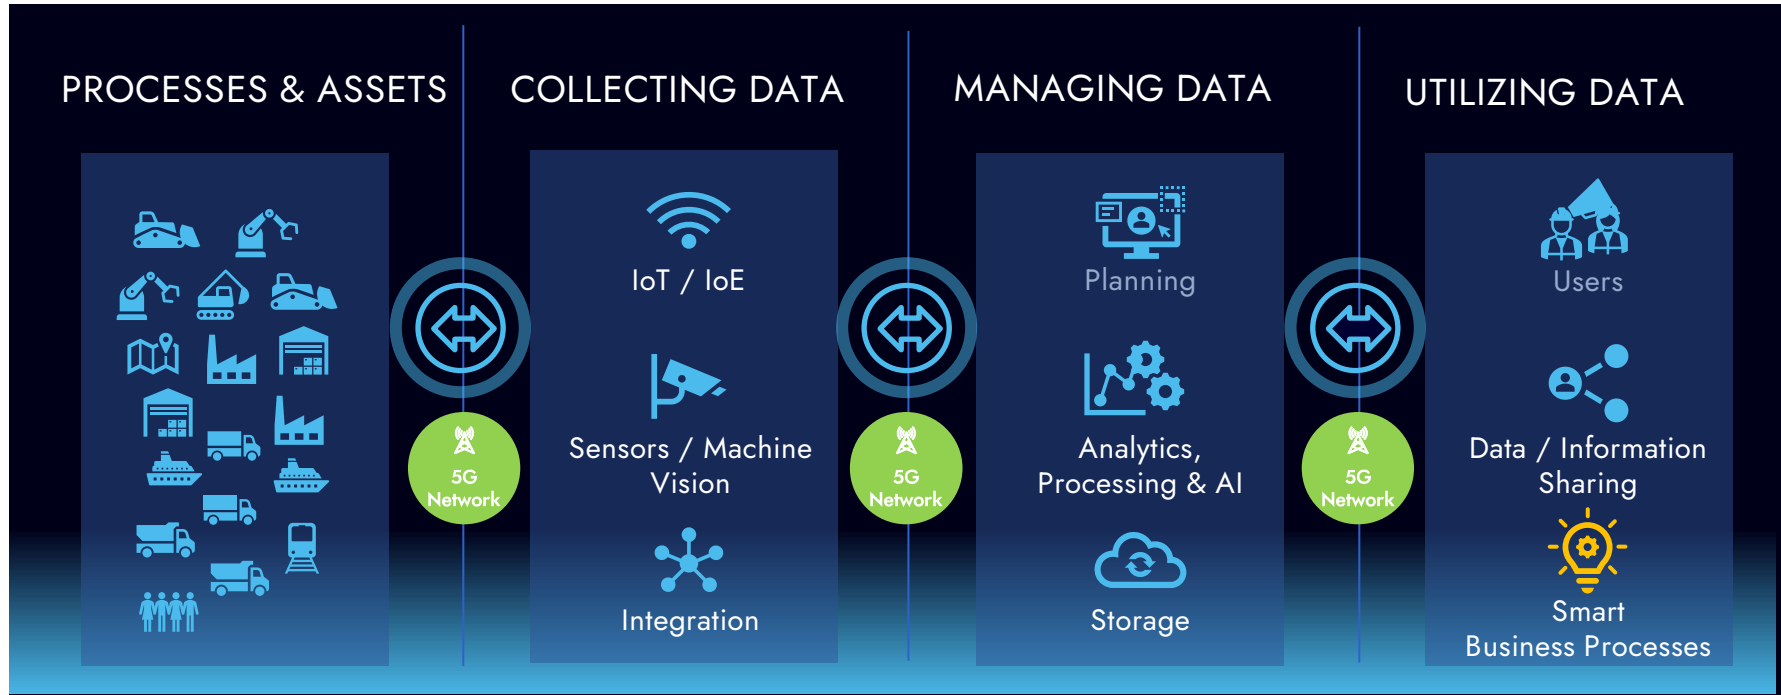 PROCESSES & ASSETS
COLLECTING DATA
MANAGING DATA
UTILIZING DATA
IoT / IoE
Sensors / Machine
Vision
Integration
Planning
Analytics,
Processing & AI
Storage
Users
Data / Information
Sharing
Smart
Business Processes
5G
Network
5G
Network
5G
Network